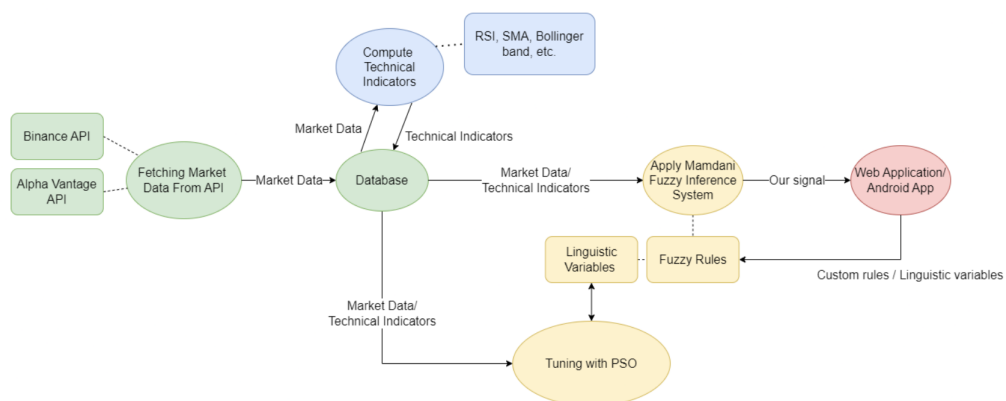 RSI, SMA, Bollinger
band, etc.
Compute
Technical
Indicators
Market Data
Technical Indicators
Binance API
Alpha Vantage
API
Fetching Market
Data From API
Market Data
Database
Market Data/
Technical Indicators
Apply Mamdani
Fuzzy Inference
System
Our signal
Web Application/
Android App
Linguistic
Variables
Fuzzy Rules
Custom rules / Linguistic variables
Market Data/
Technical Indicators
Tuning with PSO